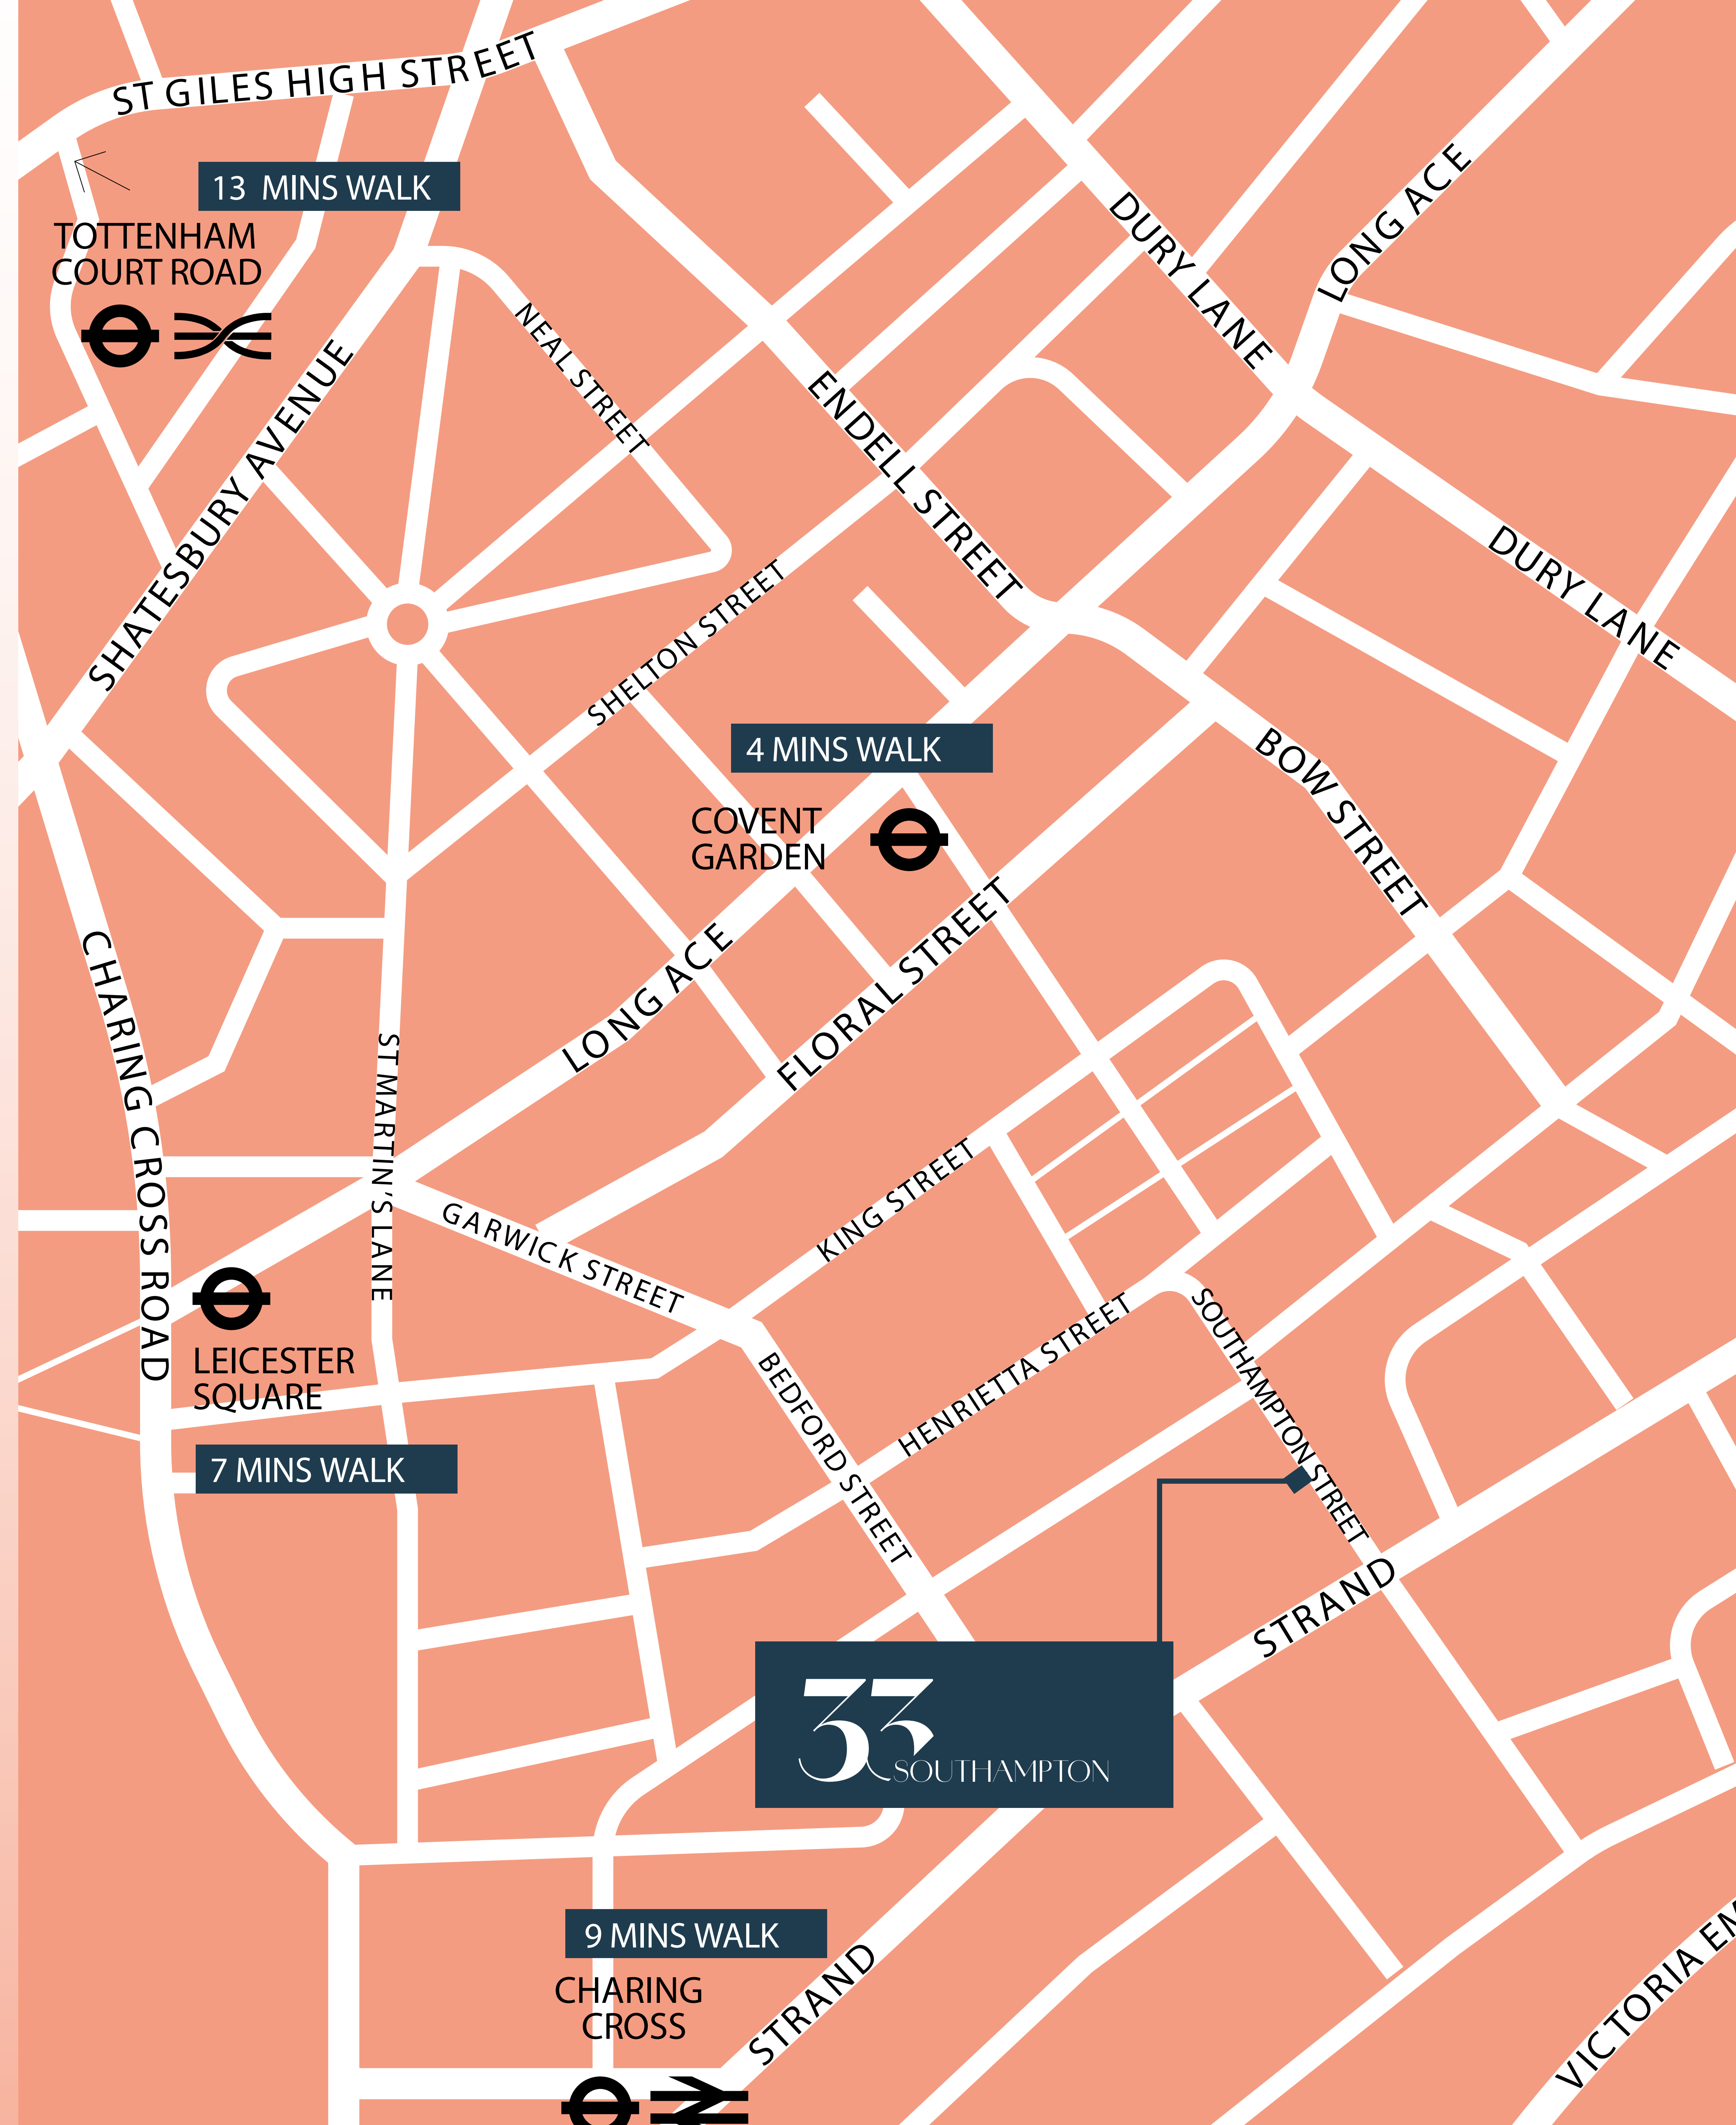 ST GILES HIGH STREET
13 MINS WALK
TOTTENHAM
COURT ROAD
LONG ACE
DURY LANE
NEAL STREET
SHATESBURY AVENUE
ENDELL STREET
DURY LANE
SHELTON STREET
4 MINS WALK
COVENT
GARDEN
BOW STREET
FLORAL STREET
LONG ACE
CHARING CROSS ROAD
ST MARTIN'S LANE
KING STREET
GARWICK STREET
LEICESTER
SQUARE
7 MINS WALK
HENRIETTA STREET
SOUTHAMPTON STREET
BEDFORD STREET
STRAND
33
SOUTHAMPTON
9 MINS WALK
CHARING
CROSS
STRAND
VICTORIA EM